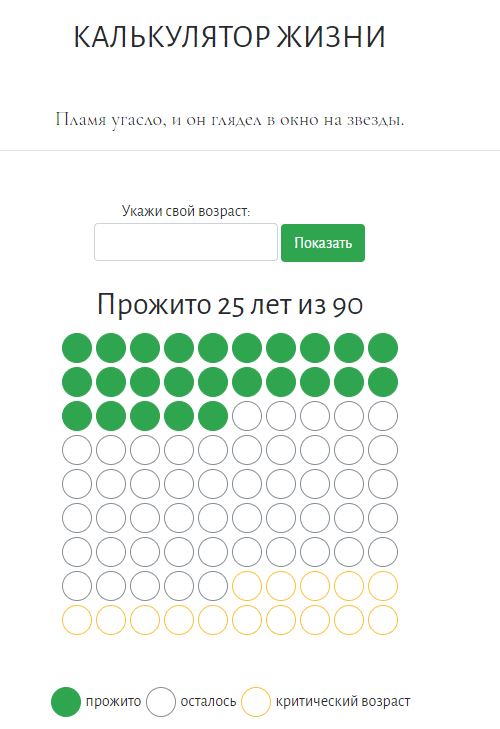 КАЛЬКУЛЯТОР ЖИЗНИ
Пламя угасло, и он глядел в окно на звезды.
Укажи свой возраст:
Показать
Прожито 25 лет из 90
прожито осталось критический возраст